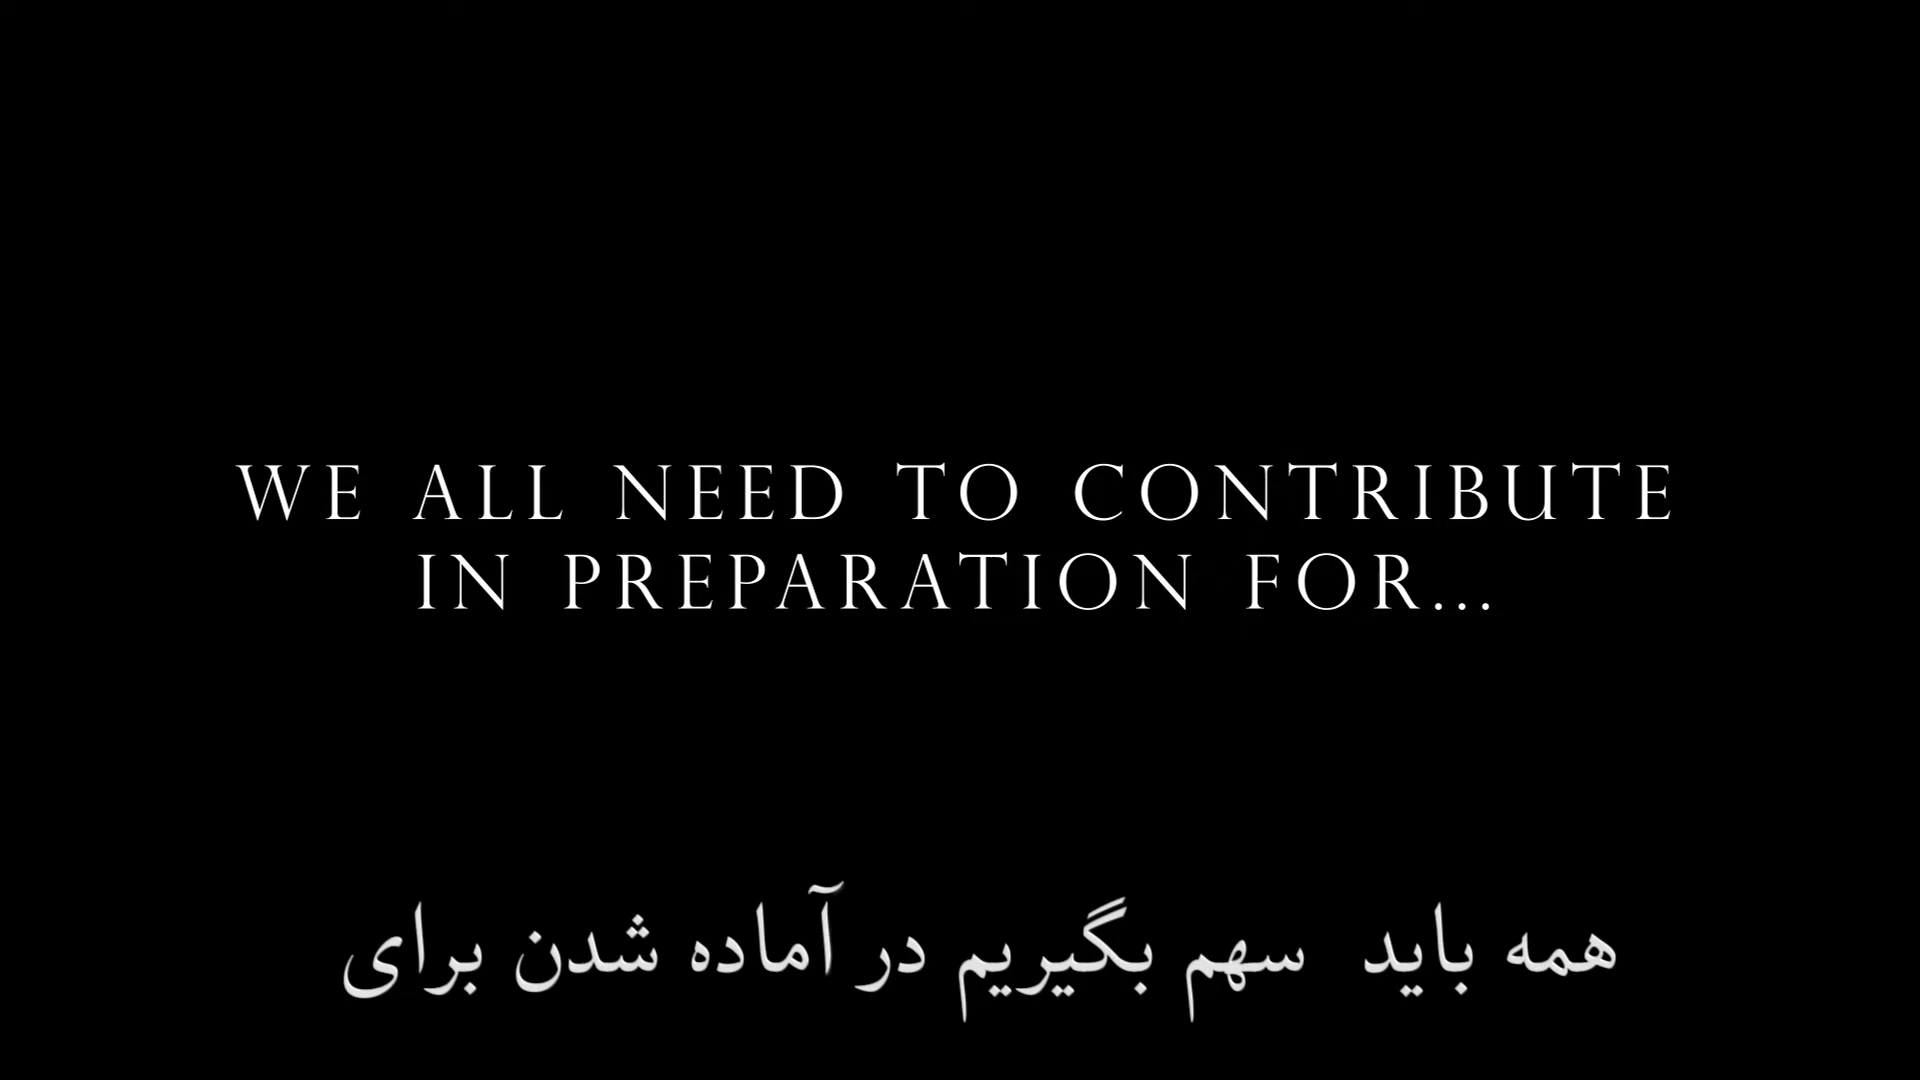 WE ALL NEED TO CONTRIBUTE
IN PREPARATION FOR...
همه باید سهم بگیریم در آماده شدن برای